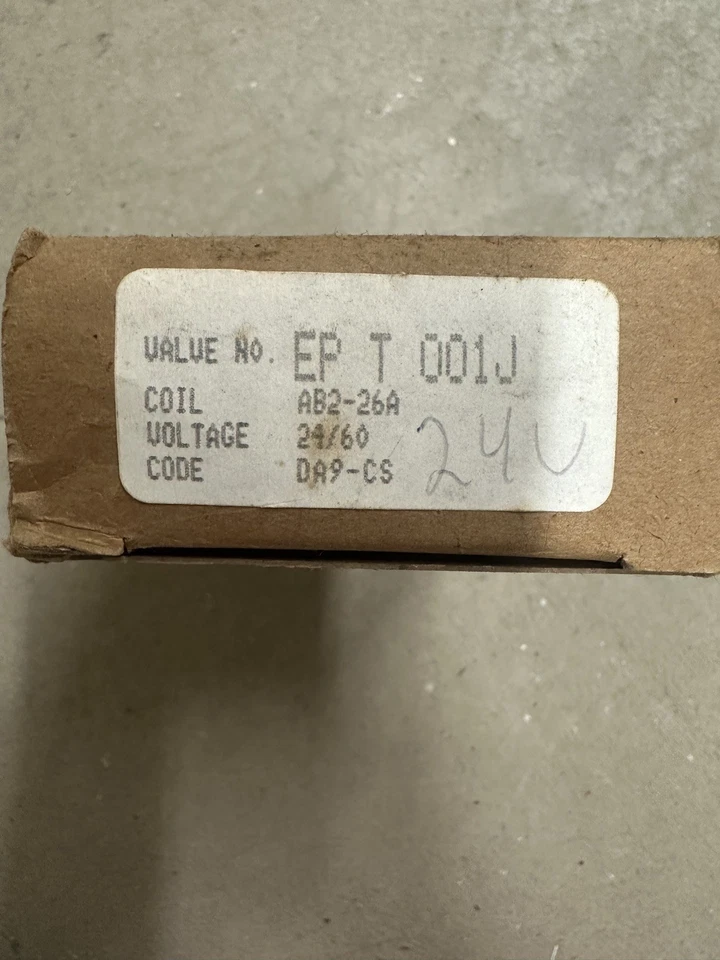 VALVE NO. EP T 001J
COIL AB2-26A
VOLTAGE 24/60
CODE DA9-CS
24V